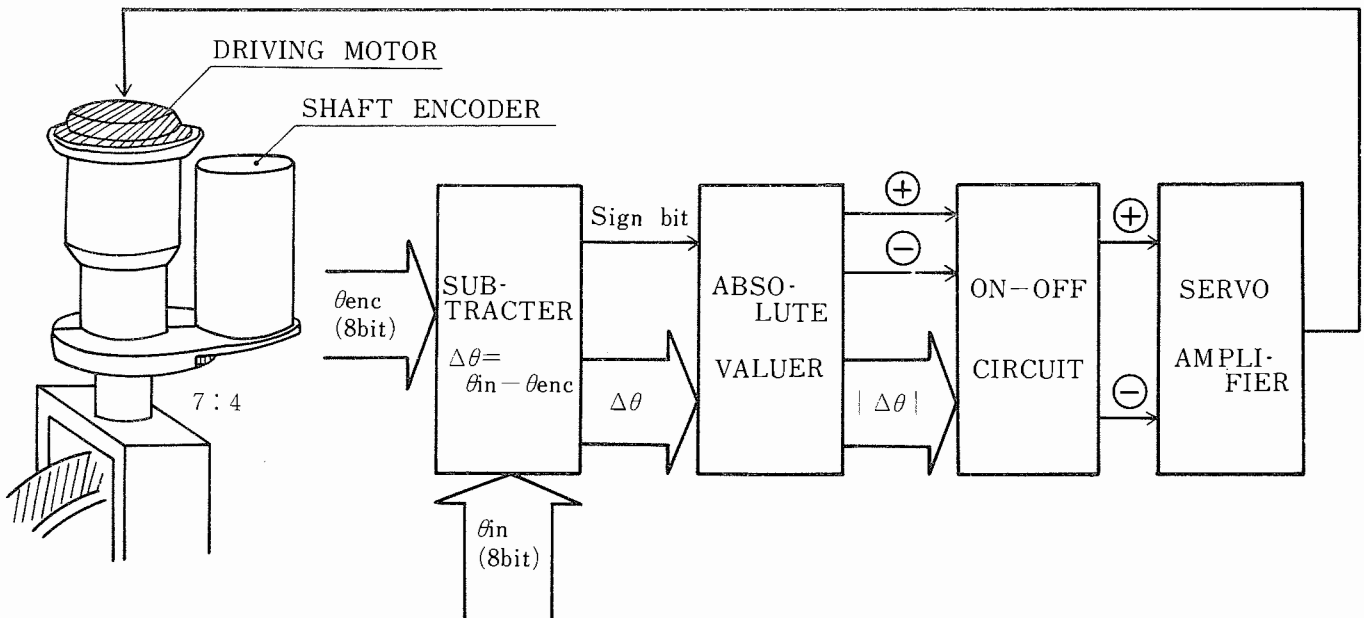 DRIVING MOTOR
SHAFT ENCODER
7:4
θenc
(8bit)
SUB-
TRACTER
Δθ=
θin−θenc
θin
(8bit)
Sign bit
Δθ
ABSO-
LUTE
VALUER
⊕
⊖
|Δθ|
ON−OFF
CIRCUIT
⊕
⊖
SERVO
AMPLI-
FIER